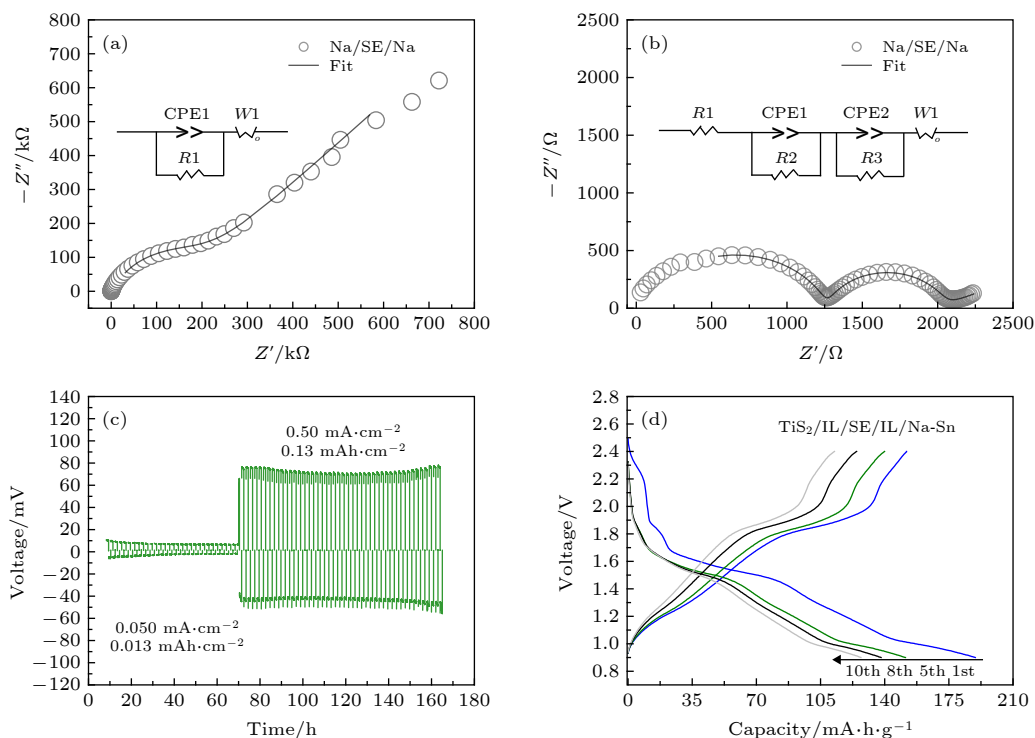 (a)
Na/SE/Na
Fit
CPE1
W1
o
R1
800
700
600
500
400
300
200
100
0
−Z″/kΩ
0 100 200 300 400 500 600 700 800
Z′/kΩ
(b)
Na/SE/Na
Fit
R1
CPE1
CPE2
W1
o
R2
R3
2500
2000
1500
1000
500
0
−Z″/Ω
0 500 1000 1500 2000 2500
Z′/Ω
(c)
0.50 mA·cm⁻²
0.13 mAh·cm⁻²
0.050 mA·cm⁻²
0.013 mAh·cm⁻²
140
120
100
80
60
40
20
0
−20
−40
−60
−80
−100
−120
Voltage/mV
0 20 40 60 80 100 120 140 160 180
Time/h
(d)
TiS₂/IL/SE/IL/Na-Sn
10th 8th 5th 1st
2.8
2.6
2.4
2.2
2.0
1.8
1.6
1.4
1.2
1.0
0.8
Voltage/V
0 35 70 105 140 175 210
Capacity/mA·h·g⁻¹